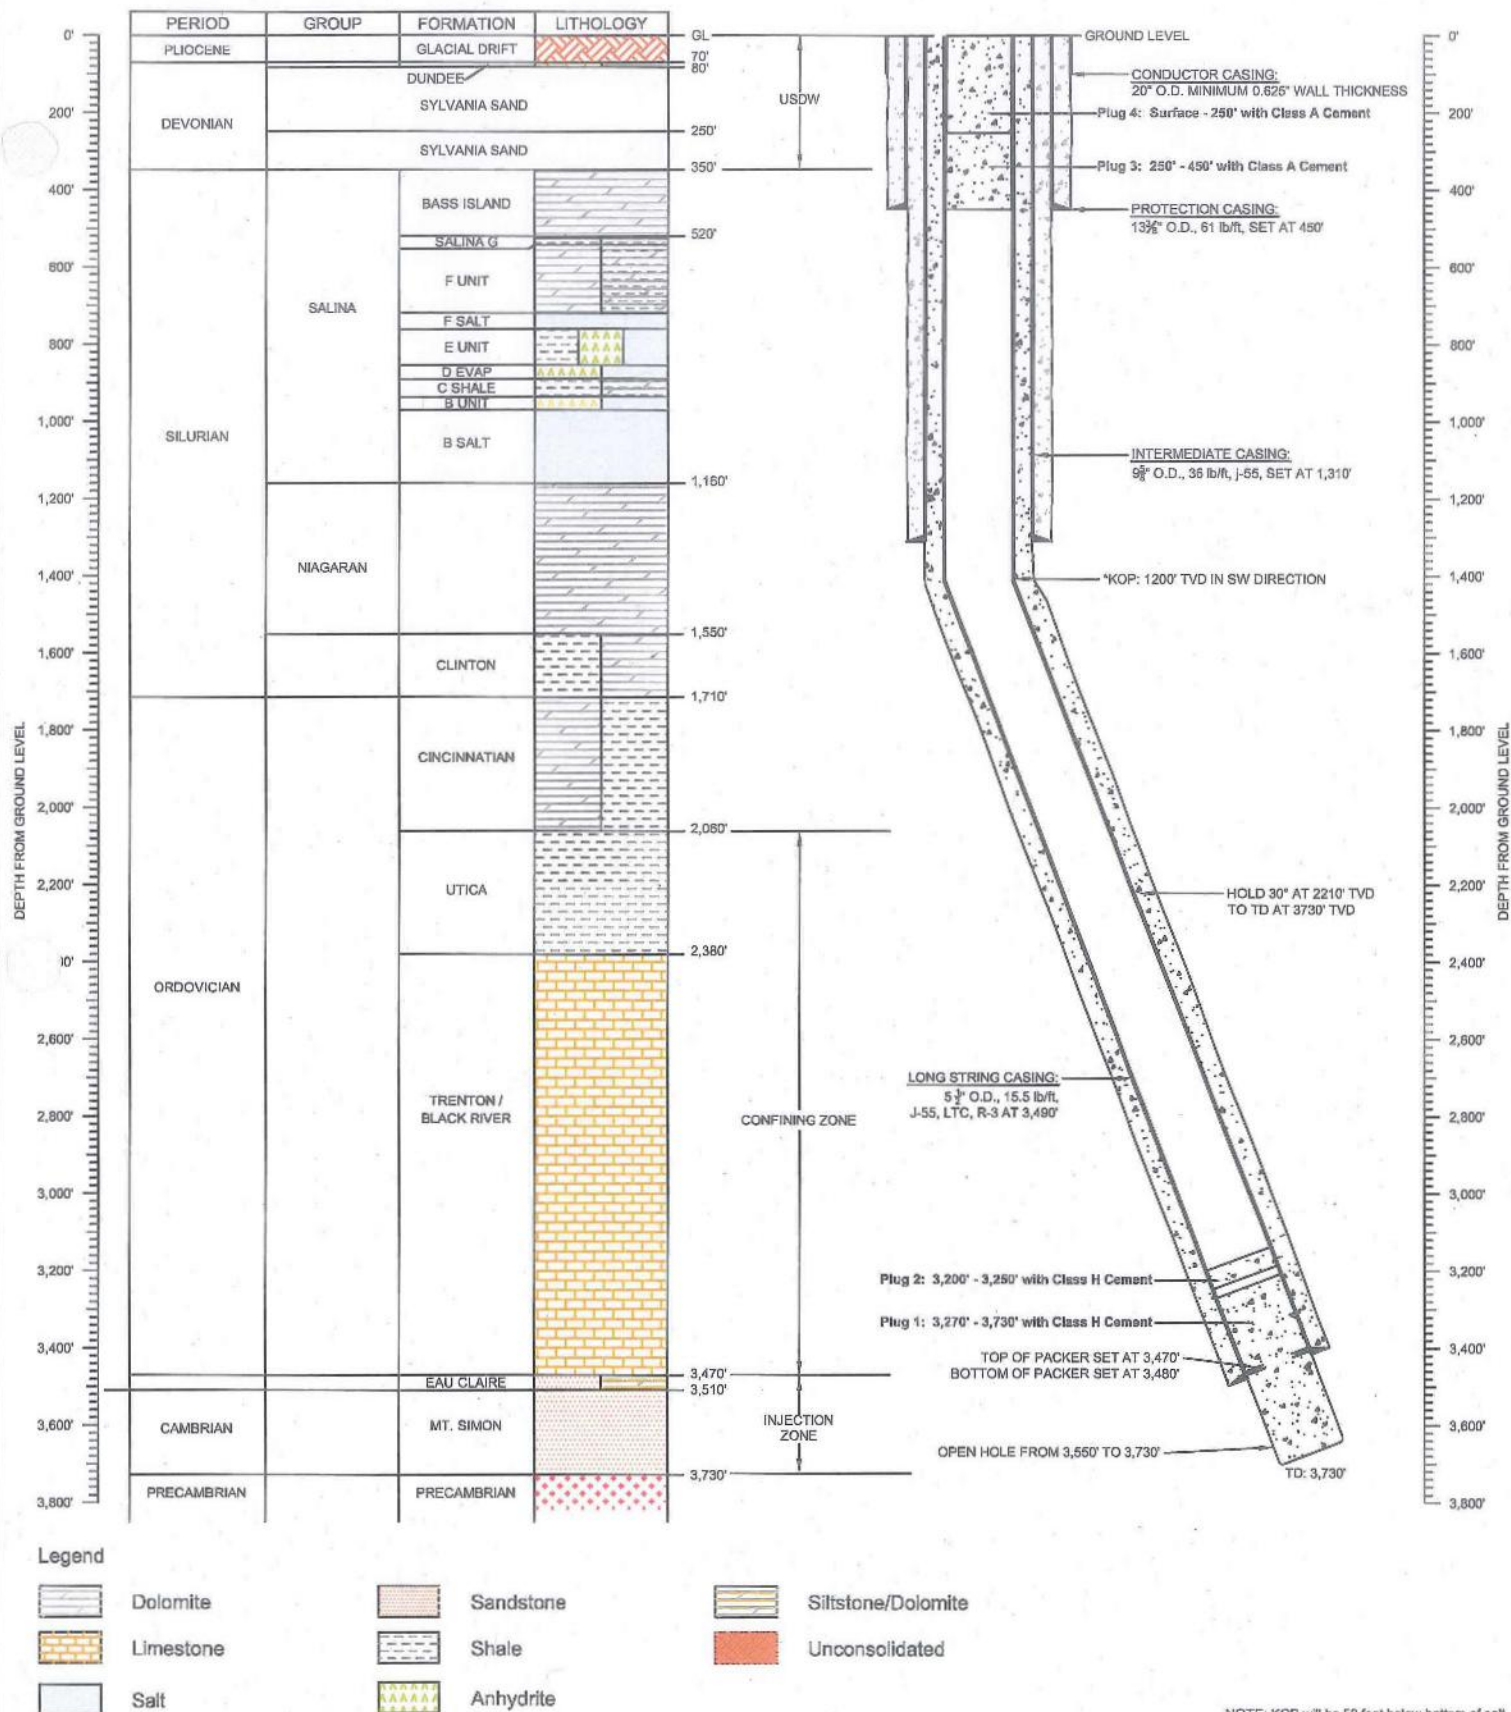 PERIOD GROUP FORMATION LITHOLOGY
PLIOCENE GLACIAL DRIFT
DUNDEE
DEVONIAN
SYLVANIA SAND
SYLVANIA SAND
SILURIAN
SALINA
BASS ISLAND
SALINA G
F UNIT
F SALT
E UNIT
D EVAP
C SHALE
B UNIT
B SALT
NIAGARAN
CLINTON
ORDOVICIAN
CINCINNATIAN
UTICA
TRENTON /
BLACK RIVER
EAU CLAIRE
CAMBRIAN
MT. SIMON
PRECAMBRIAN PRECAMBRIAN
GL
70'
80'
250'
350'
520'
1,160'
1,550'
1,710'
2,060'
2,380'
3,470'
3,510'
3,730'
USDW
CONFINING ZONE
INJECTION
ZONE
DEPTH FROM GROUND LEVEL
0'
200'
400'
600'
800'
1,000'
1,200'
1,400'
1,600'
1,800'
2,000'
2,200'
2,600'
2,800'
3,000'
3,200'
3,400'
3,600'
3,800'
GROUND LEVEL
CONDUCTOR CASING:
20" O.D. MINIMUM 0.625" WALL THICKNESS
Plug 4: Surface - 250' with Class A Cement
Plug 3: 250' - 450' with Class A Cement
PROTECTION CASING:
13⅜" O.D., 61 lb/ft, SET AT 450'
INTERMEDIATE CASING:
9⅝" O.D., 36 lb/ft, j-55, SET AT 1,310'
*KOP: 1200' TVD IN SW DIRECTION
HOLD 30° AT 2210' TVD
TO TD AT 3730' TVD
LONG STRING CASING:
5½" O.D., 15.5 lb/ft,
J-55, LTC, R-3 AT 3,490'
Plug 2: 3,200' - 3,250' with Class H Cement
Plug 1: 3,270' - 3,730' with Class H Cement
TOP OF PACKER SET AT 3,470'
BOTTOM OF PACKER SET AT 3,480'
OPEN HOLE FROM 3,550' TO 3,730'
TD: 3,730'
0'
200'
400'
600'
800'
1,000'
1,200'
1,400'
1,600'
1,800'
2,000'
2,200'
2,400'
2,600'
2,800'
3,000'
3,200'
3,400'
3,600'
3,800'
DEPTH FROM GROUND LEVEL
Legend
Dolomite Sandstone Siltstone/Dolomite
Limestone Shale Unconsolidated
Salt Anhydrite